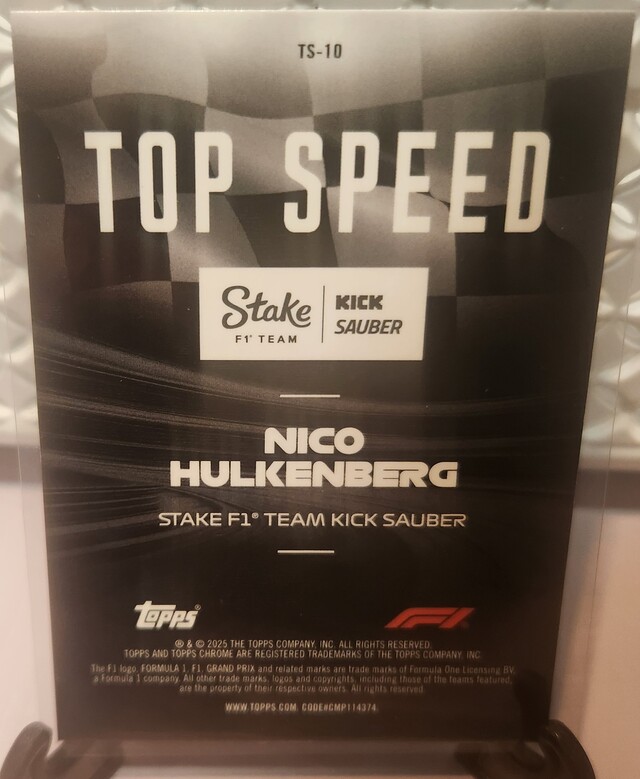 TS-10
TOP SPEED
Stake
F1® TEAM
KICK
SAUBER
NICO
HULKENBERG
STAKE F1® TEAM KICK SAUBER
topps®
F1
® & © 2025 THE TOPPS COMPANY, INC. ALL RIGHTS RESERVED.
TOPPS AND TOPPS CHROME ARE REGISTERED TRADEMARKS OF THE TOPPS COMPANY, INC.
The F1 logo, FORMULA 1, F1, GRAND PRIX and related marks are trade marks of Formula One Licensing BV,
a Formula 1 company. All other trade marks, logos and copyrights, including those of the teams featured,
are the property of their respective owners. All rights reserved.
WWW.TOPPS.COM. CODE#CMP114374